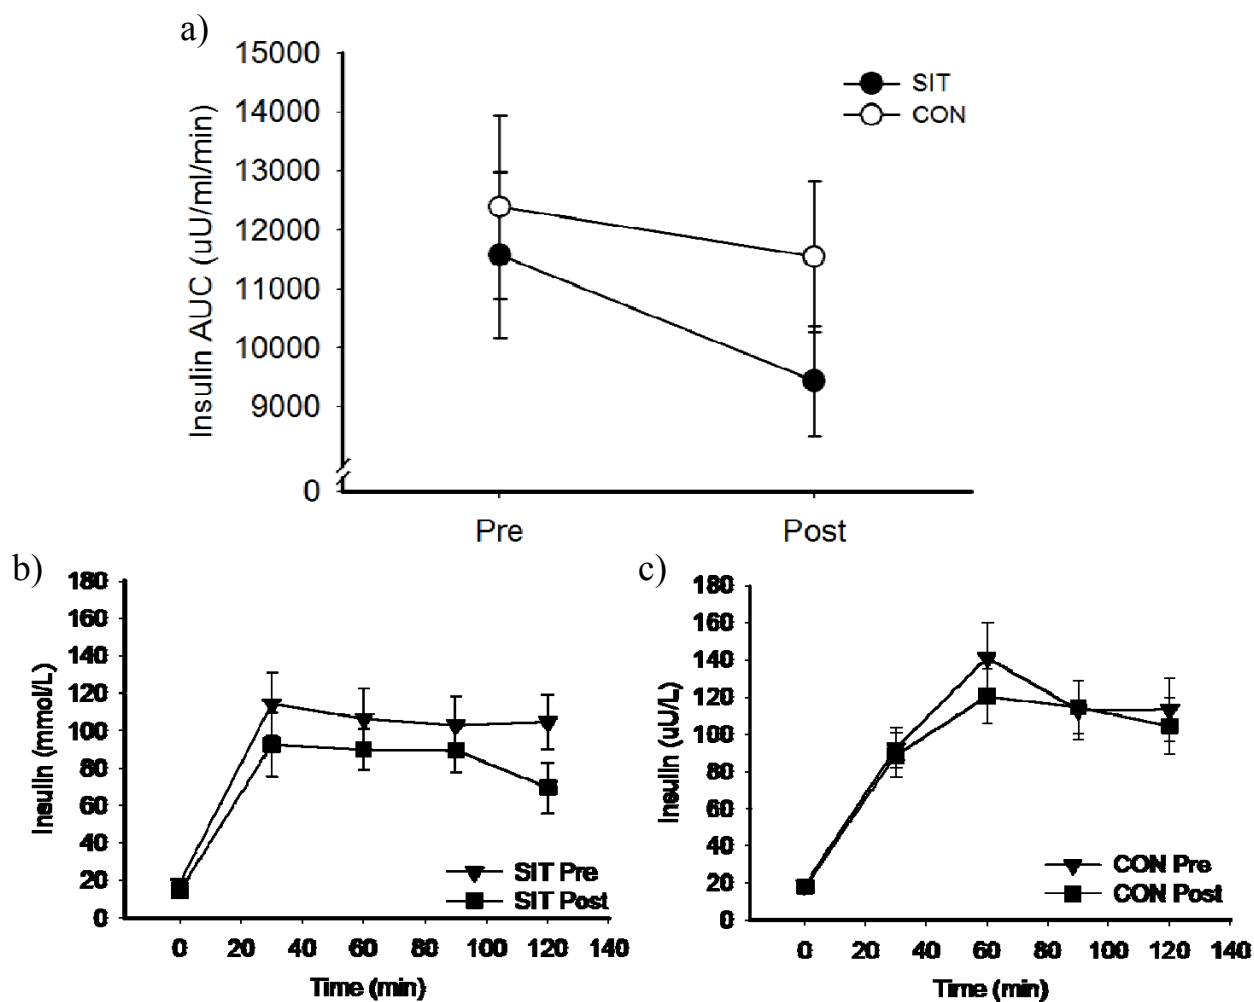 a)
Insulin AUC (uU/ml/min)
15000
14000
13000
12000
11000
10000
9000
0
Pre Post
SIT
CON
b)
Insulin (mmol/L)
180
160
140
120
100
80
60
40
20
0
SIT Pre
SIT Post
0 20 40 60 80 100 120 140
Time (min)
c)
Insulin (uU/L)
180
160
140
120
100
80
60
40
20
0
CON Pre
CON Post
0 20 40 60 80 100 120 140
Time (min)